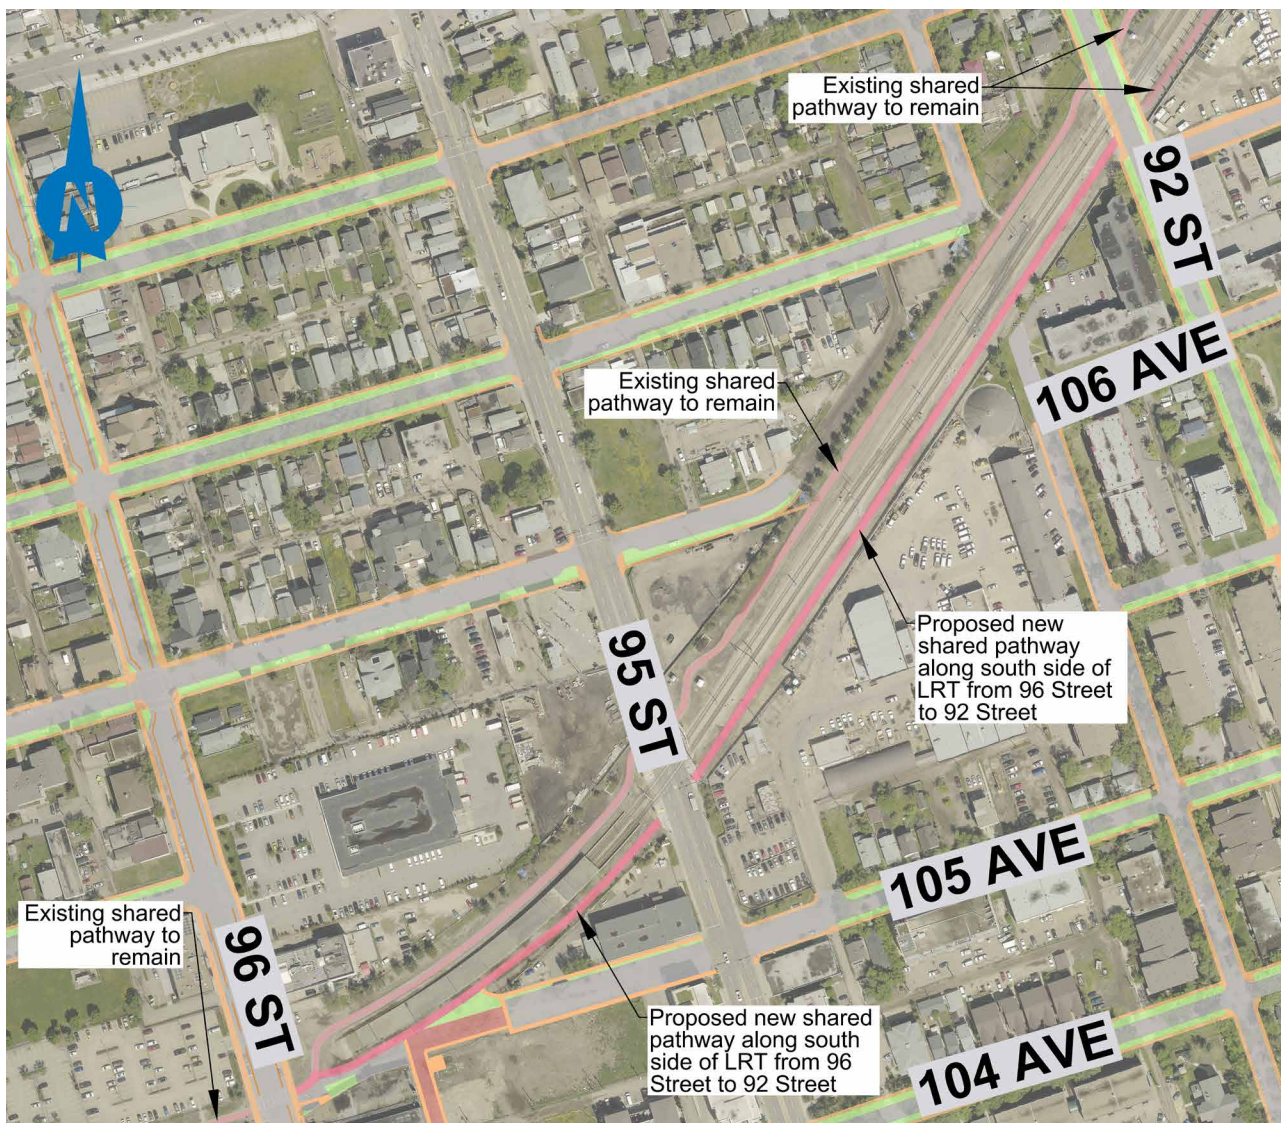 Existing shared
pathway to remain
92 ST
106 AVE
Existing shared
pathway to remain
Proposed new
shared pathway
along south side of
LRT from 96 Street
to 92 Street
95 ST
105 AVE
Existing shared
pathway to
remain
96 ST
Proposed new shared
pathway along south
side of LRT from 96
Street to 92 Street
104 AVE
N